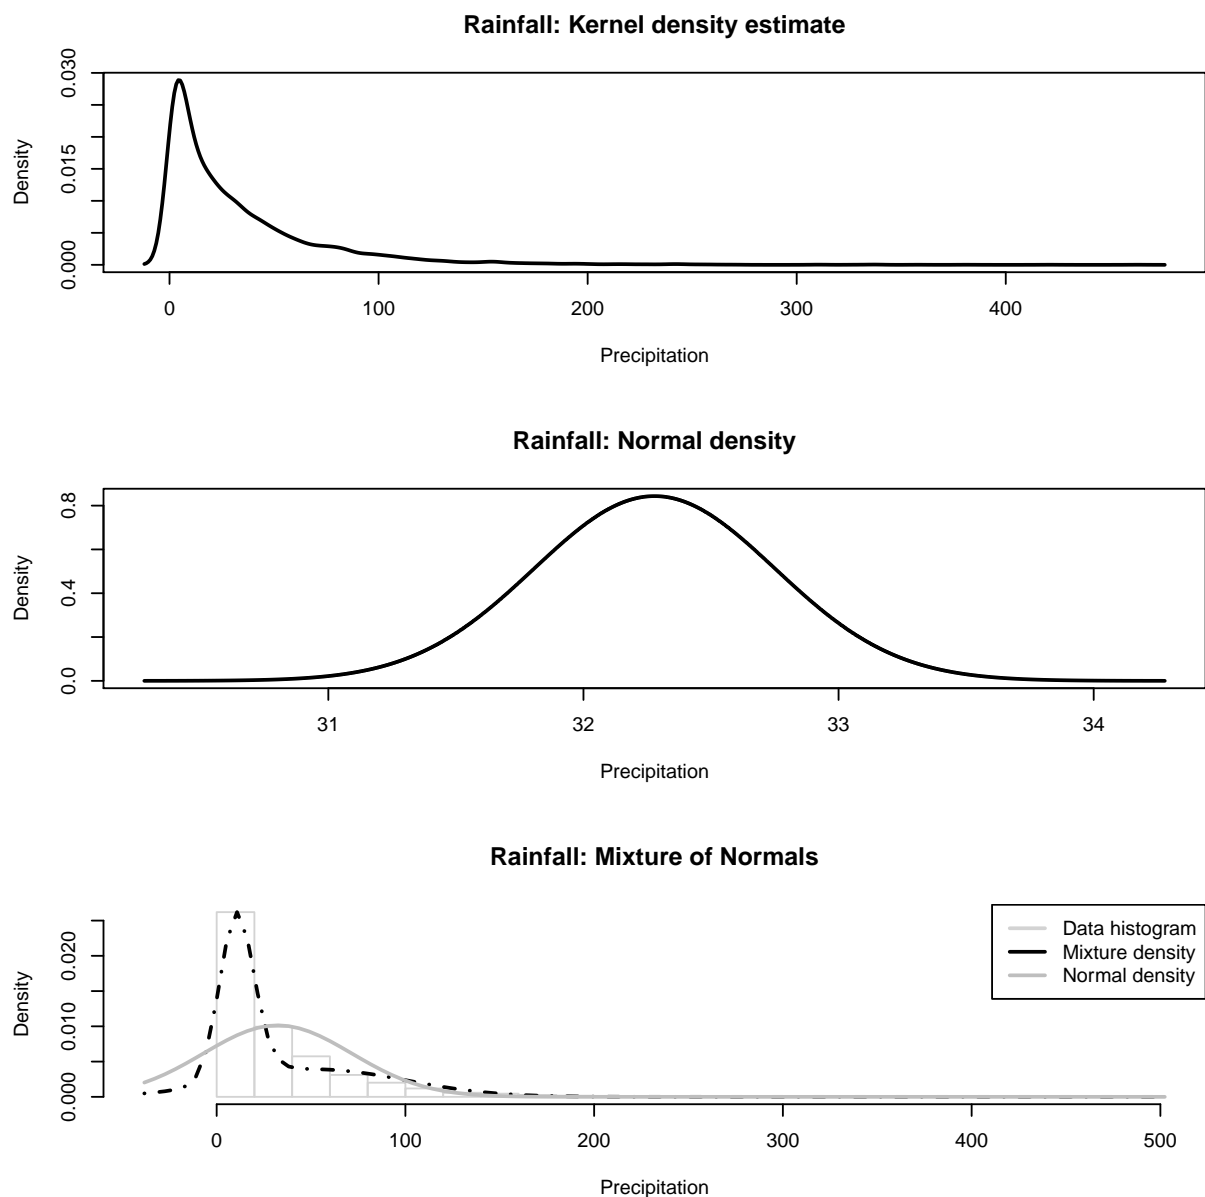 Rainfall: Kernel density estimate
0.030
0.015
0.000
Density
0 100 200 300 400
Precipitation
Rainfall: Normal density
0.8
0.4
0.0
Density
31 32 33 34
Precipitation
Rainfall: Mixture of Normals
Data histogram
Mixture density
Normal density
0.020
0.010
0.000
Density
0 100 200 300 400 500
Precipitation